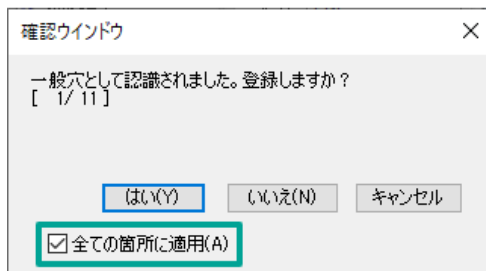 確認ウインドウ
一般穴として認識されました。登録しますか？
[ 1/ 11 ]
はい(Y) いいえ(N) キャンセル
全ての箇所に適用(A)